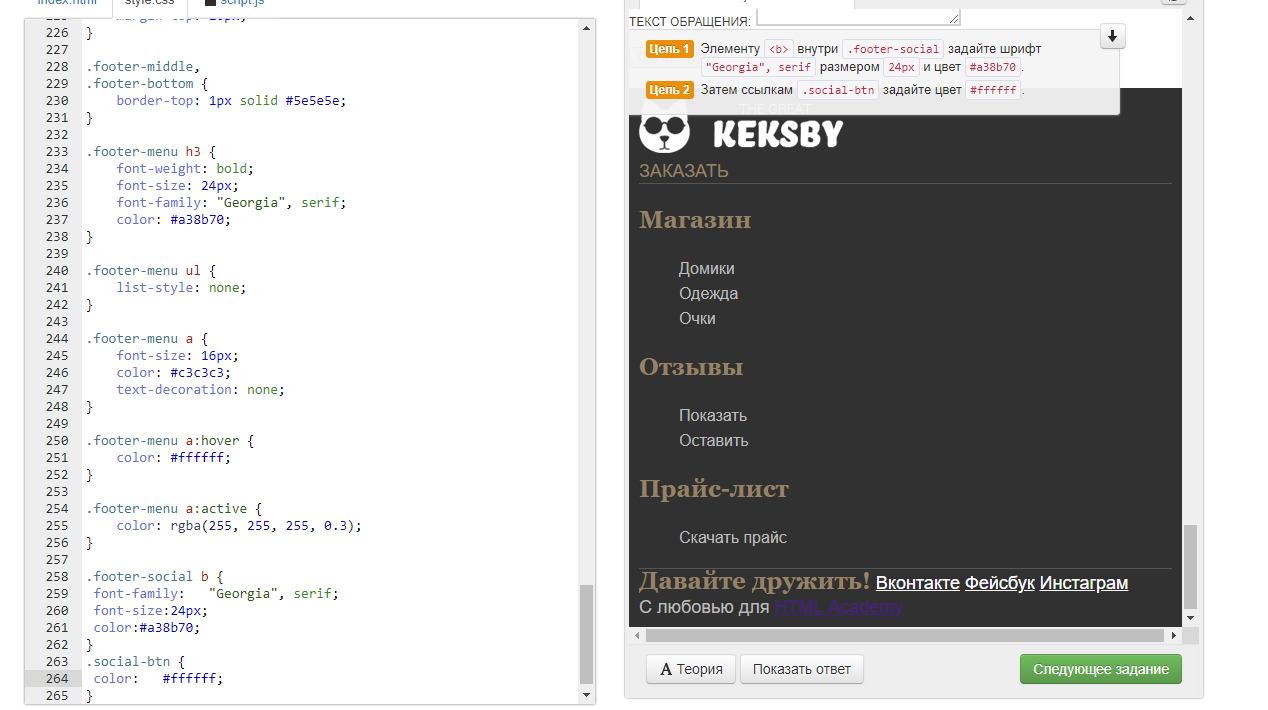 index.html style.css script.js
226 }
227
228 .footer-middle,
229 .footer-bottom {
230 border-top: 1px solid #5e5e5e;
231 }
232
233 .footer-menu h3 {
234 font-weight: bold;
235 font-size: 24px;
236 font-family: "Georgia", serif;
237 color: #a38b70;
238 }
239
240 .footer-menu ul {
241 list-style: none;
242 }
243
244 .footer-menu a {
245 font-size: 16px;
246 color: #c3c3c3;
247 text-decoration: none;
248 }
249
250 .footer-menu a:hover {
251 color: #ffffff;
252 }
253
254 .footer-menu a:active {
255 color: rgba(255, 255, 255, 0.3);
256 }
257
258 .footer-social b {
259 font-family: "Georgia", serif;
260 font-size:24px;
261 color:#a38b70;
262 }
263 .social-btn {
264 color: #ffffff;
265 }
ТЕКСТ ОБРАЩЕНИЯ:
Цель 1 Элементу <b> внутри .footer-social задайте шрифт
"Georgia", serif размером 24px и цвет #a38b70.
Цель 2 Затем ссылкам .social-btn задайте цвет #ffffff.
THE GREAT
KEKSBY
ЗАКАЗАТЬ
Магазин
Домики
Одежда
Очки
Отзывы
Показать
Оставить
Прайс-лист
Скачать прайс
Давайте дружить! Вконтакте Фейсбук Инстаграм
С любовью для HTML Academy
A Теория Показать ответ Следующее задание